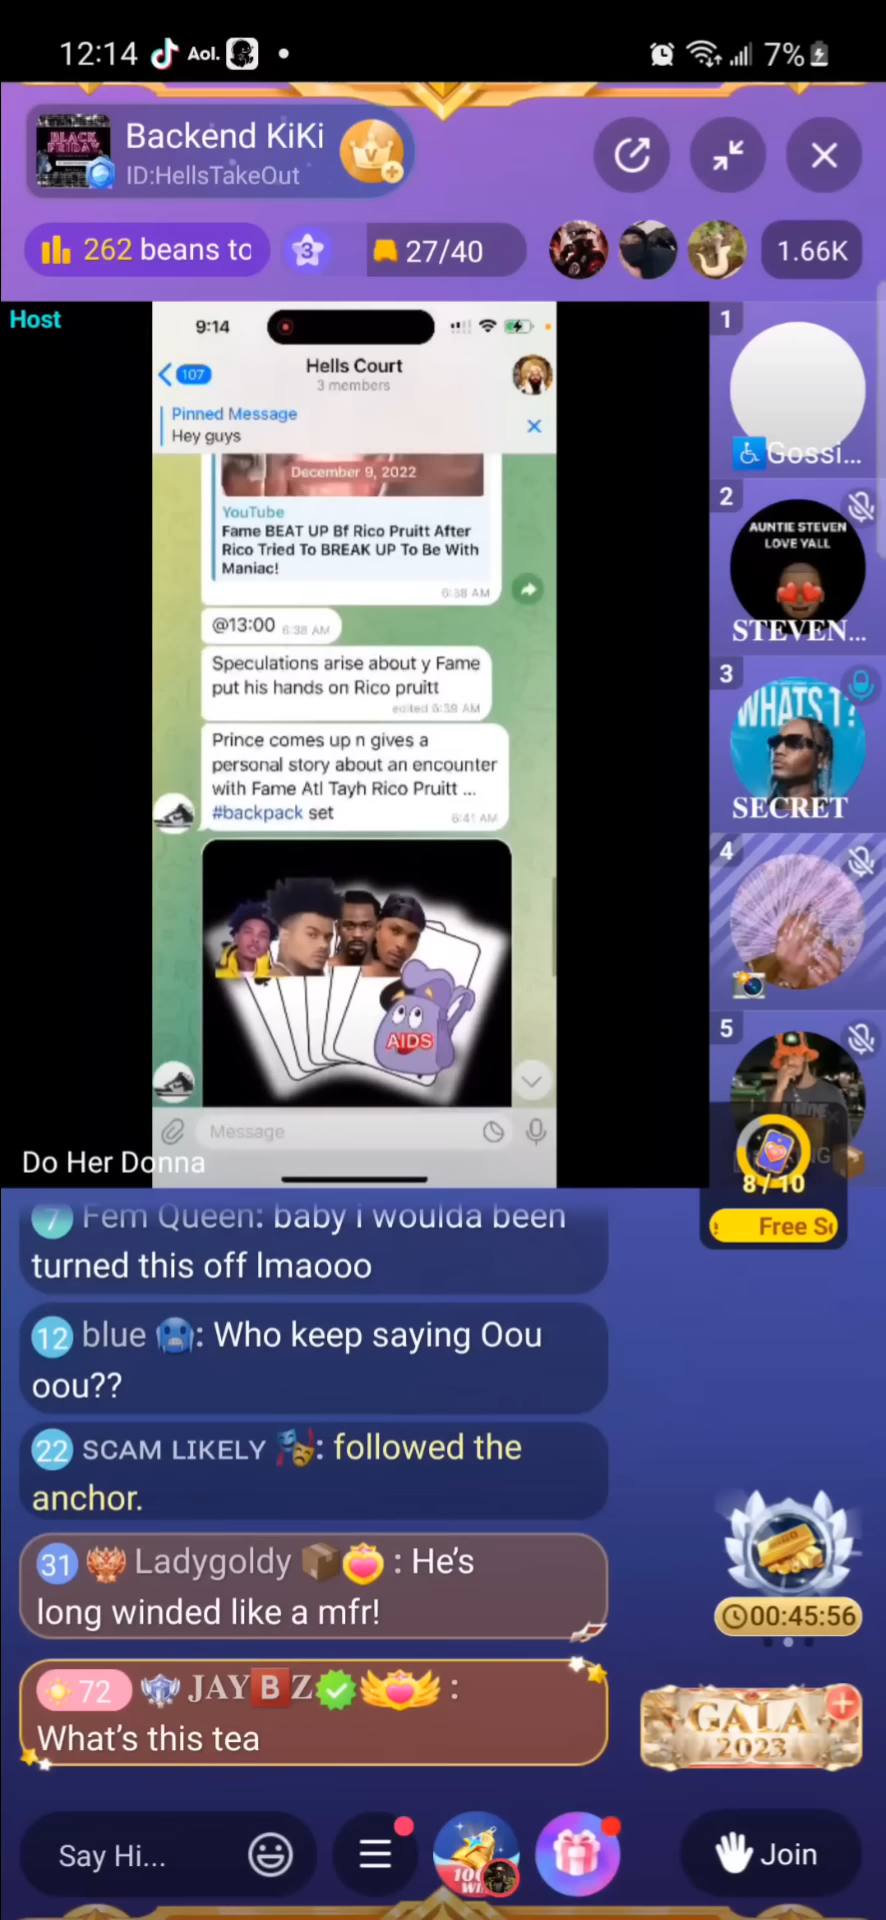 12:14 Aol. 7%
Backend KiKi
BLACK FRIDAY
ID:HellsTakeOut
262 beans to 3 27/40 1.66K
Host
9:14
107 Hells Court
3 members
Pinned Message
Hey guys
December 9, 2022
YouTube
Fame BEAT UP Bf Rico Pruitt After
Rico Tried To BREAK UP To Be With
Maniac!
6:38 AM
@13:00 6:38 AM
Speculations arise about y Fame
put his hands on Rico pruitt
edited 6:39 AM
Prince comes up n gives a
personal story about an encounter
with Fame Atl Tayh Rico Pruitt ...
#backpack set
6:41 AM
AIDS
Message
Do Her Donna
1
Gossi...
2
AUNTIE STEVEN
LOVE YALL
STEVEN...
3
WHATS T?
SECRET
4
5
8/10
Free
7 Fem Queen: baby i woulda been
turned this off lmaooo
12 blue 🥶: Who keep saying Oou
oou??
22 SCAM LIKELY 🎭: followed the
anchor.
31 Ladygoldy 📦: He's
long winded like a mfr!
72 JAY🅱Z :
What's this tea
00:45:56
GALA
2023
Say Hi...
Join